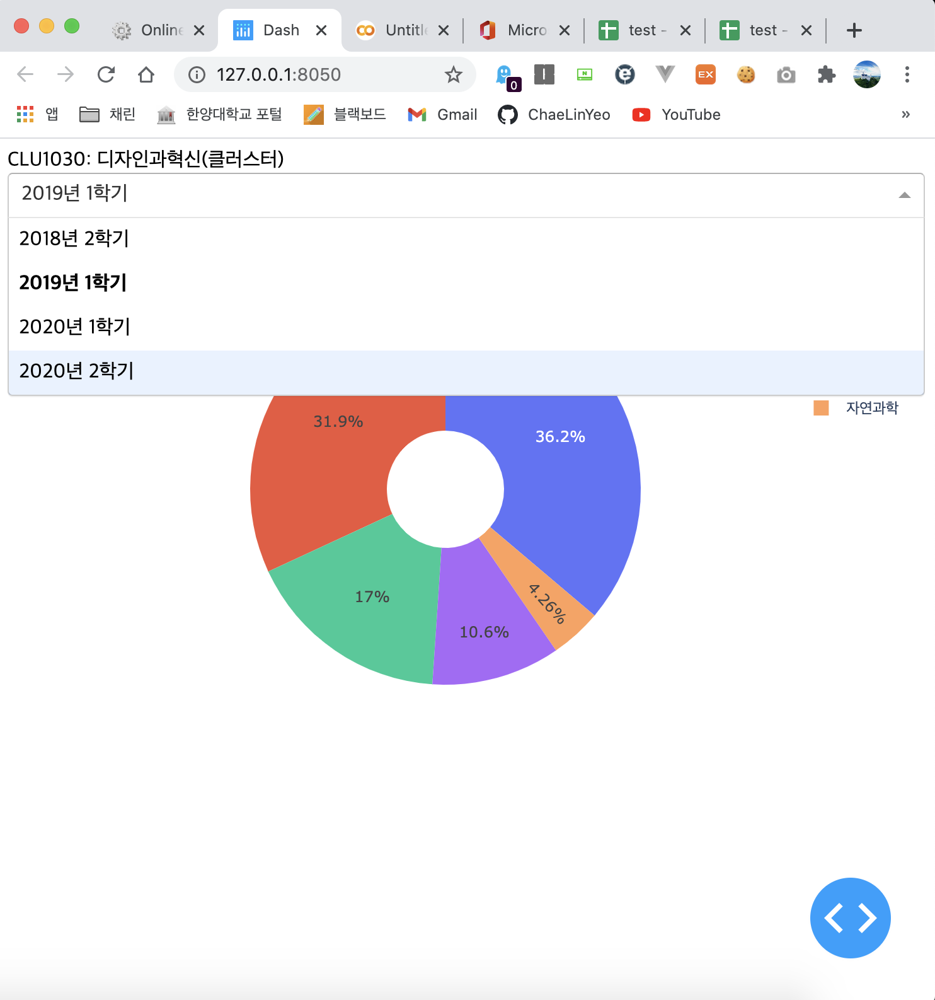 Online
Dash
Untitle
Micro
test -
test -
127.0.0.1:8050
N
EX
0
앱
채린
한양대학교 포털
블랙보드
Gmail
ChaeLinYeo
YouTube
»
CLU1030: 디자인과혁신(클러스터)
2019년 1학기
2018년 2학기
2019년 1학기
2020년 1학기
2020년 2학기
자연과학
31.9%
36.2%
17%
4.26%
10.6%